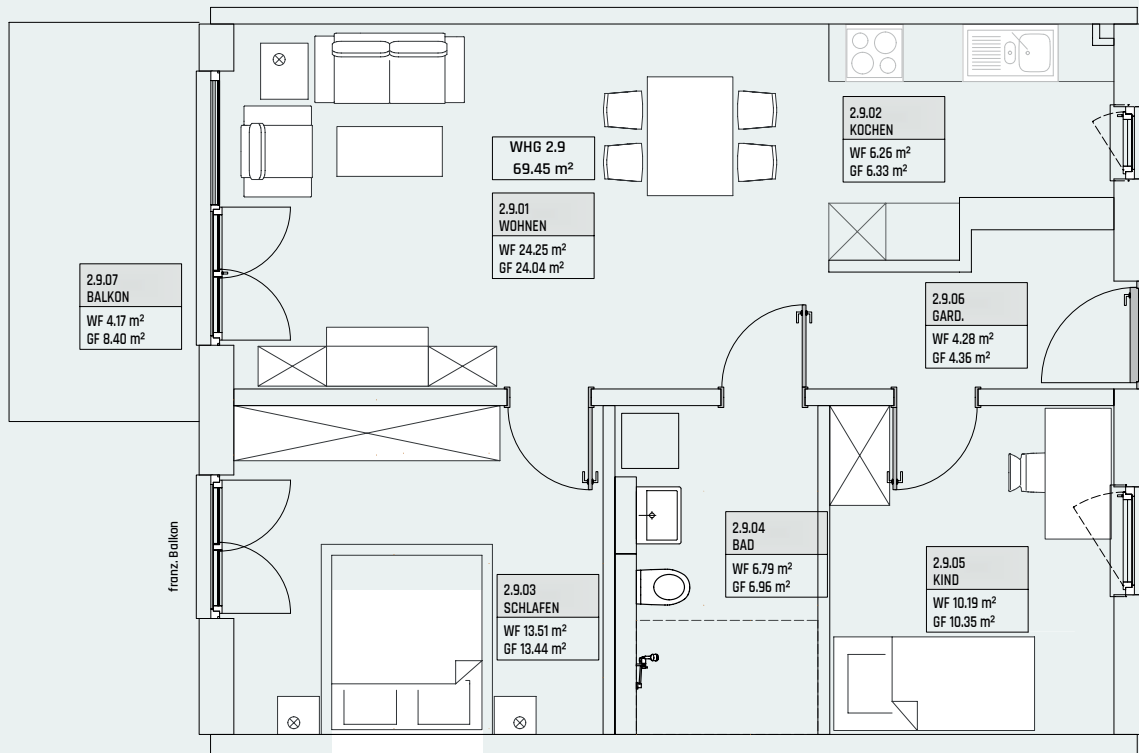 2.9.02
KOCHEN
WF 6.26 m²
GF 6.33 m²
WHG 2.9
69.45 m²
2.9.01
WOHNEN
WF 24.25 m²
GF 24.04 m²
2.9.07
BALKON
WF 4.17 m²
GF 8.40 m²
2.9.06
GARD.
WF 4.28 m²
GF 4.36 m²
franz. Balkon
2.9.04
BAD
WF 6.79 m²
GF 6.96 m²
2.9.05
KIND
WF 10.19 m²
GF 10.35 m²
2.9.03
SCHLAFEN
WF 13.51 m²
GF 13.44 m²